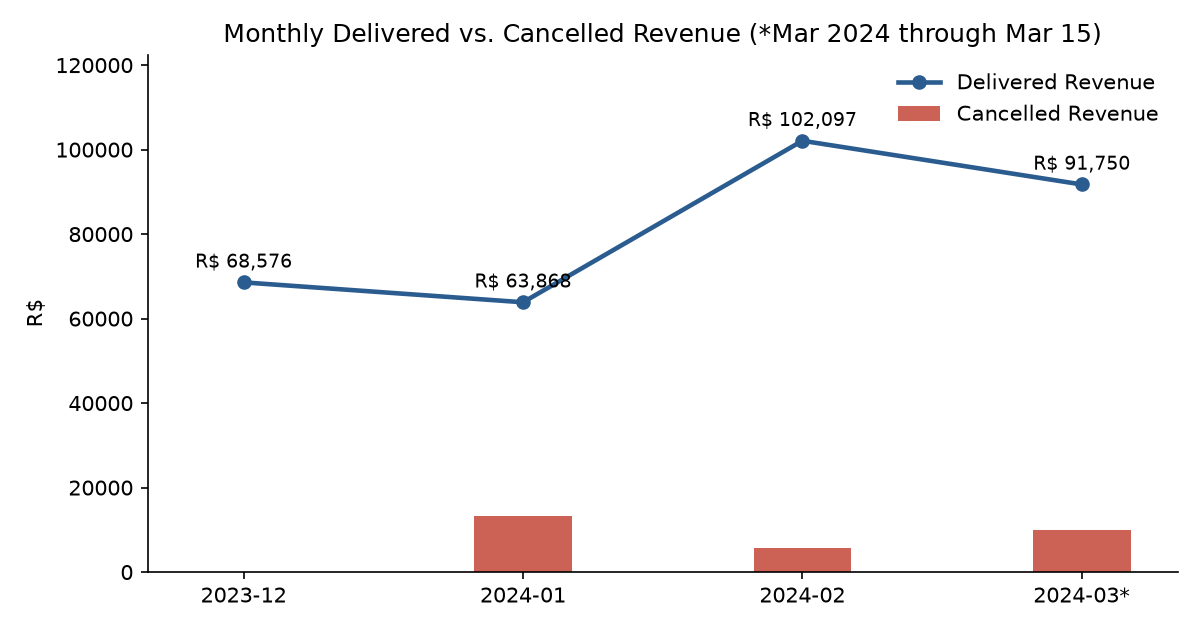 Monthly Delivered vs. Cancelled Revenue (*Mar 2024 through Mar 15)
Delivered Revenue
Cancelled Revenue
R$
120000
100000
80000
60000
40000
20000
0
R$ 68,576
R$ 63,868
R$ 102,097
R$ 91,750
2023-12
2024-01
2024-02
2024-03*